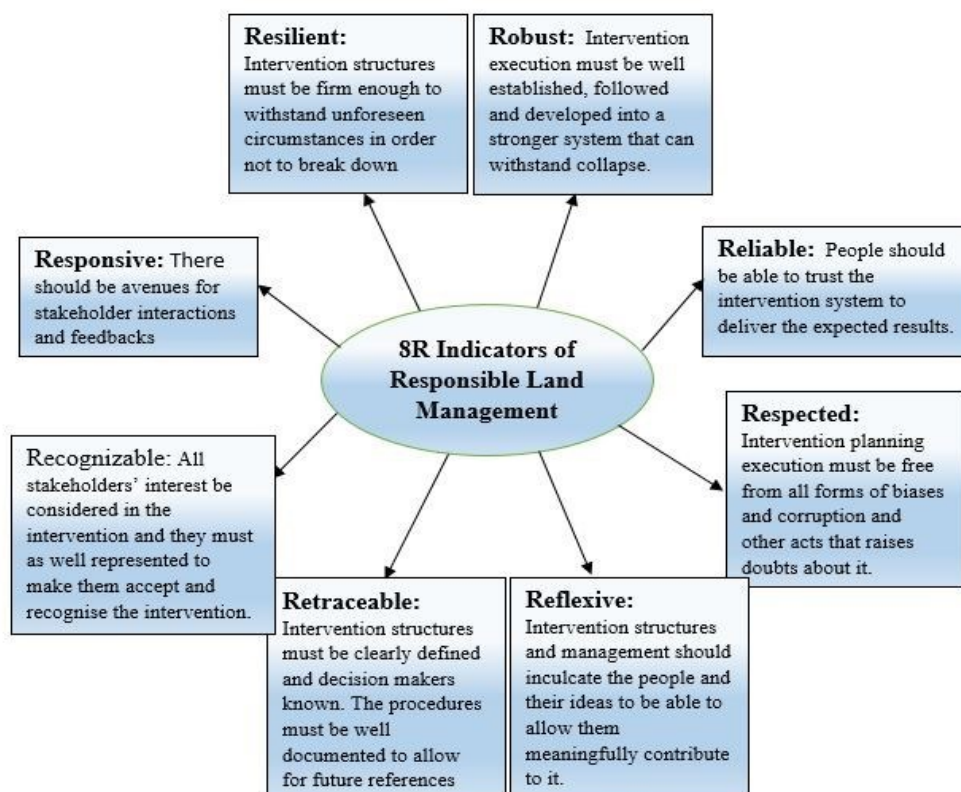 Resilient:
Intervention structures
must be firm enough to
withstand unforeseen
circumstances in order
not to break down
Robust: Intervention
execution must be well
established, followed
and developed into a
stronger system that can
withstand collapse.
Responsive: There
should be avenues for
stakeholder interactions
and feedbacks
Reliable: People should
be able to trust the
intervention system to
deliver the expected results.
8R Indicators of
Responsible Land
Management
Recognizable: All
stakeholders’ interest be
considered in the
intervention and they must
as well represented to
make them accept and
recognise the intervention.
Respected:
Intervention planning
execution must be free
from all forms of biases
and corruption and
other acts that raises
doubts about it.
Retraceable:
Intervention structures
must be clearly defined
and decision makers
known. The procedures
must be well
documented to allow
for future references
Reflexive:
Intervention structures
and management should
inculcate the people and
their ideas to be able to
allow them
meaningfully contribute
to it.